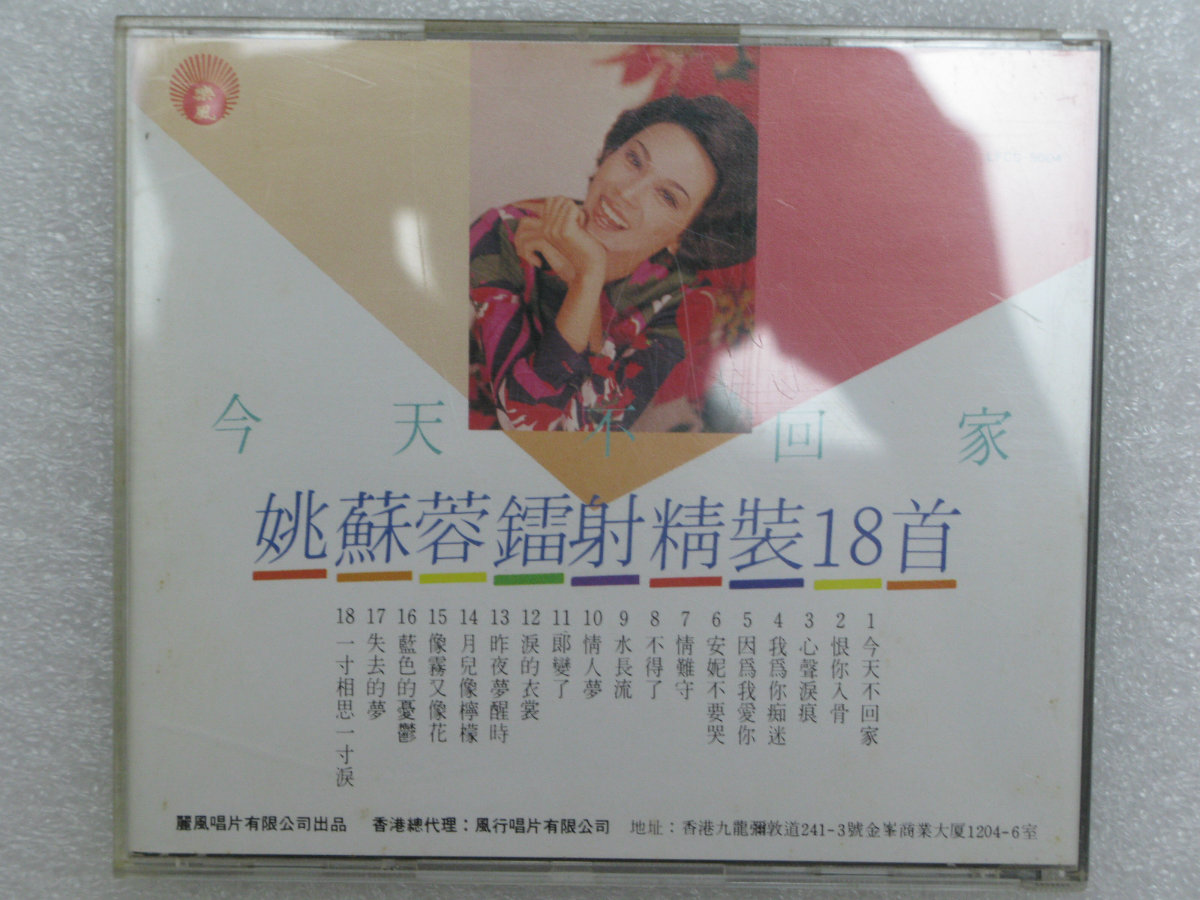 樂風
今天不回家
姚蘇蓉鐳射精裝18首
1 今天不回家
2 恨你入骨
3 心聲淚痕
4 我爲你痴迷
5 因爲我愛你
6 安妮不要哭
7 情難守
8 不得了
9 水長流
10 情人夢
11 郎變了
12 淚的衣裳
13 昨夜夢醒時
14 月兒像檸檬
15 像霧又像花
16 藍色的憂鬱
17 失去的夢
18 一寸相思一寸淚
麗風唱片有限公司出品 香港總代理：風行唱片有限公司 地址：香港九龍彌敦道241-3號金峯商業大厦1204-6室